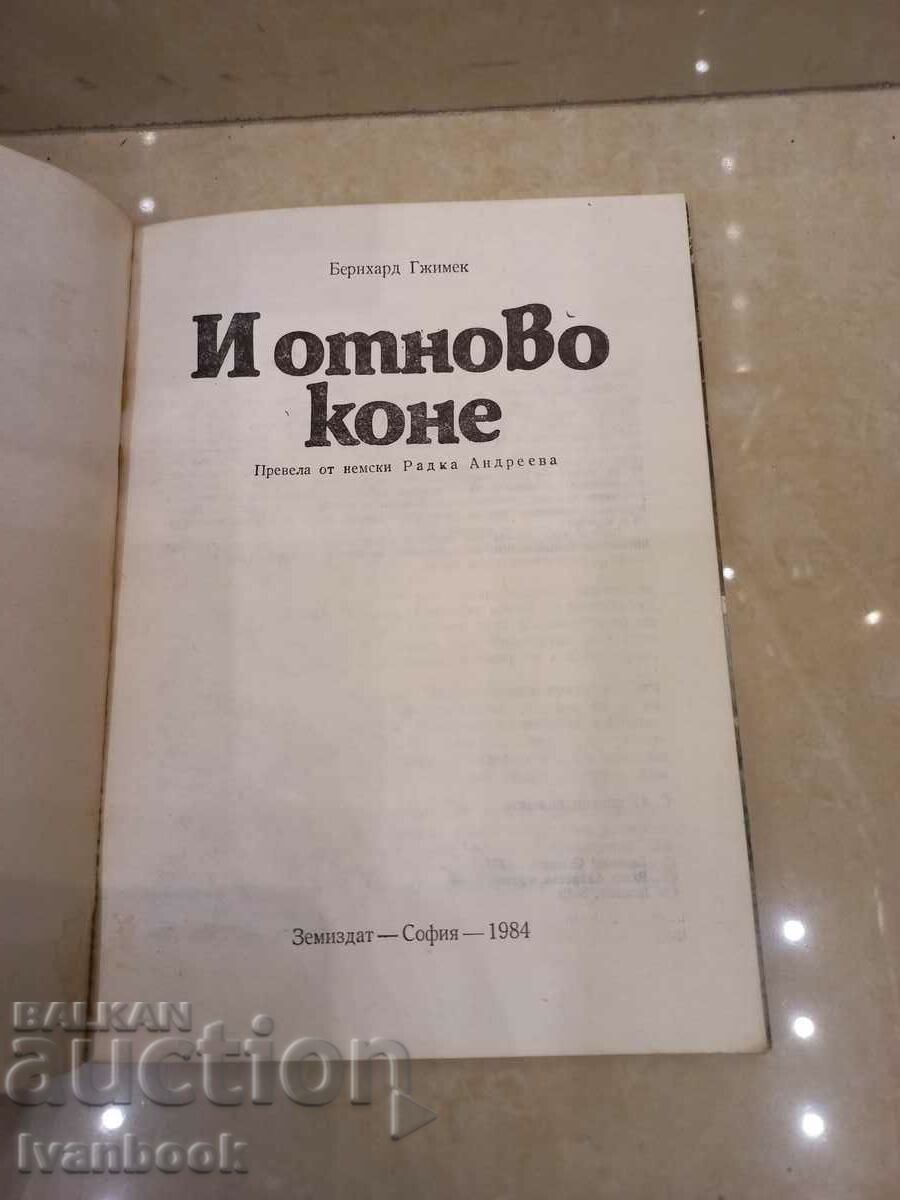 Бернхард Гжимек
И отново
коне
Превела от немски Радка Андреева
Земиздат — София — 1984
BALKAN
auction
Ivanbook